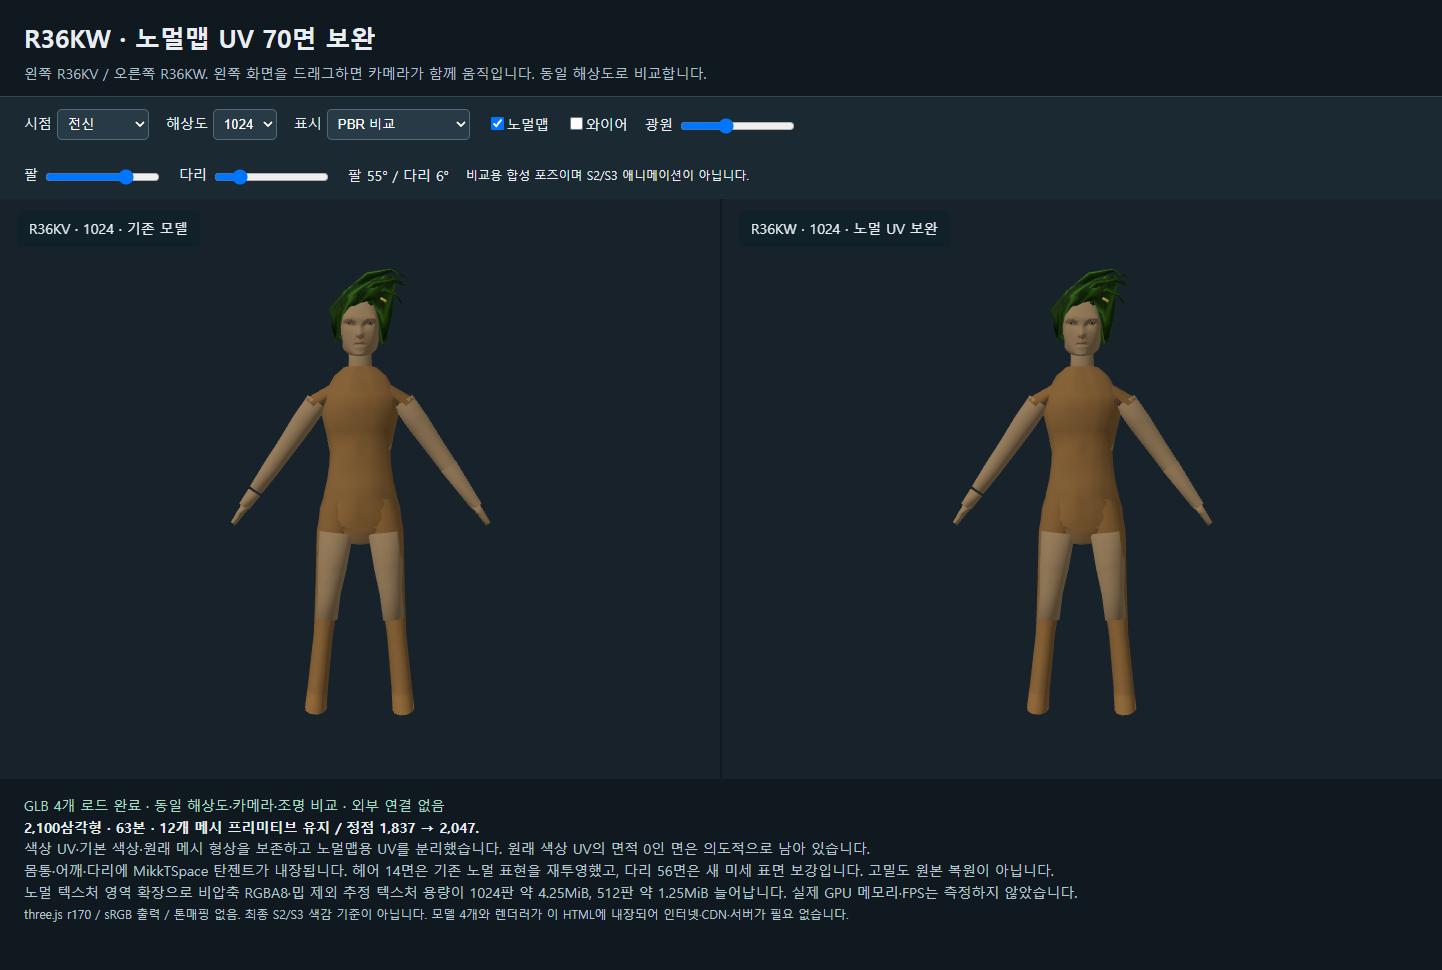 R36KW · 노멀맵 UV 70면 보완
왼쪽 R36KV / 오른쪽 R36KW. 왼쪽 화면을 드래그하면 카메라가 함께 움직입니다. 동일 해상도로 비교합니다.
시점 전신 해상도 1024 표시 PBR 비교 노멀맵 와이어 광원
팔 다리 팔 55° / 다리 6° 비교용 합성 포즈이며 S2/S3 애니메이션이 아닙니다.
R36KV · 1024 · 기존 모델
R36KW · 1024 · 노멀 UV 보완
GLB 4개 로드 완료 · 동일 해상도·카메라·조명 비교 · 외부 연결 없음
2,100삼각형 · 63본 · 12개 메시 프리미티브 유지 / 정점 1,837 → 2,047.
색상 UV·기본 색상·원래 메시 형상을 보존하고 노멀맵용 UV를 분리했습니다. 원래 색상 UV의 면적 0인 면은 의도적으로 남아 있습니다.
몸통·어깨·다리에 MikkTSpace 탄젠트가 내장됩니다. 헤어 14면은 기존 노멀 표현을 재투영했고, 다리 56면은 새 미세 표면 보강입니다. 고밀도 원본 복원이 아닙니다.
노멀 텍스처 영역 확장으로 비압축 RGBA8·밉 제외 추정 텍스처 용량이 1024판 약 4.25MiB, 512판 약 1.25MiB 늘어납니다. 실제 GPU 메모리·FPS는 측정하지 않았습니다.
three.js r170 / sRGB 출력 / 톤매핑 없음. 최종 S2/S3 색감 기준이 아닙니다. 모델 4개와 렌더러가 이 HTML에 내장되어 인터넷·CDN·서버가 필요 없습니다.